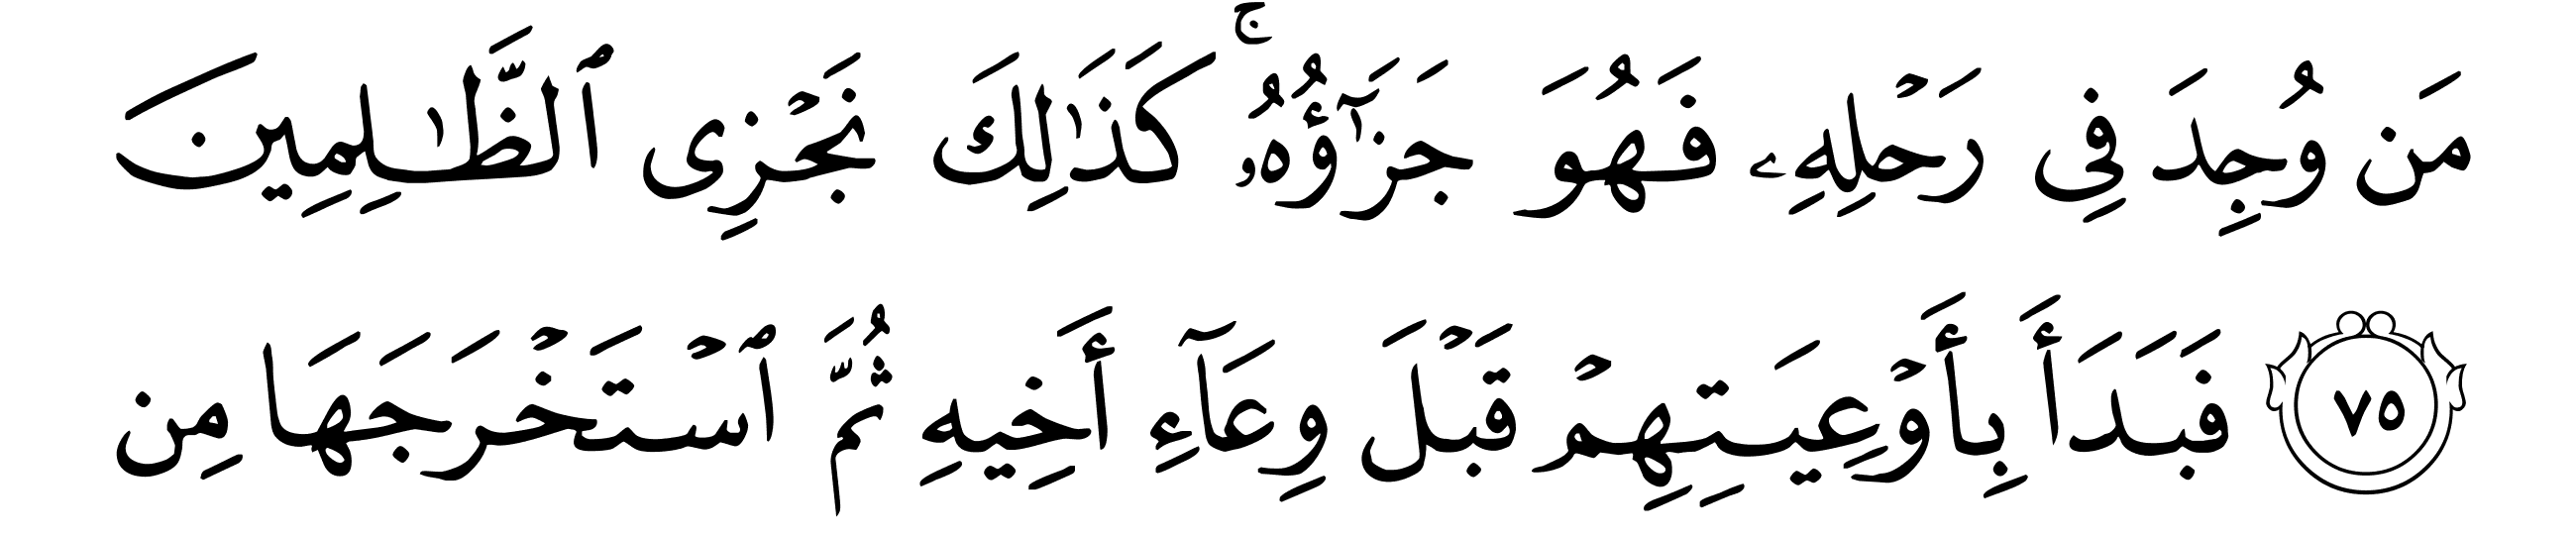 مَن وُجِدَ فِى رَحْلِهِۦ فَهُوَ جَزَٰٓؤُهُۥ ۚ كَذَٰلِكَ نَجْزِى ٱلظَّـٰلِمِينَ
٧٥ فَبَدَأَ بِأَوْعِيَتِهِمْ قَبْلَ وِعَآءِ أَخِيهِ ثُمَّ ٱسْتَخْرَجَهَا مِن